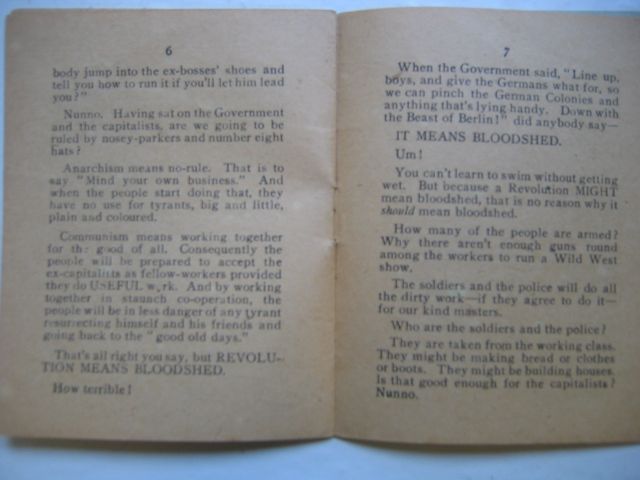 6
body jump into the ex-bosses' shoes and
tell you how to run it if you'll let him lead
you?"
Nunno. Having sat on the Government
and the capitalists, are we going to be
ruled by nosey-parkers and number eight
hats?
Anarchism means no-rule. That is to
say "Mind your own business." And
when the people start doing that, they
have no use for tyrants, big and little,
plain and coloured.
Communism means working together
for the good of all. Consequently the
people will be prepared to accept the
ex-capitalists as fellow-workers provided
they do USEFUL work. And by working
together in staunch co-operation, the
people will be in less danger of any tyrant
resurrecting himself and his friends and
going back to the "good old days."
That's all right you say, but REVOLU-
TION MEANS BLOODSHED.
How terrible!
7
When the Government said, "Line up,
boys, and give the Germans what for, so
we can pinch the German Colonies and
anything that's lying handy. Down with
the Beast of Berlin!" did anybody say—
IT MEANS BLOODSHED.
Um!
You can't learn to swim without getting
wet. But because a Revolution MIGHT
mean bloodshed, that is no reason why it
should mean bloodshed.
How many of the people are armed?
Why there aren't enough guns round
among the workers to run a Wild West
show.
The soldiers and the police will do all
the dirty work—if they agree to do it—
for our kind masters.
Who are the soldiers and the police?
They are taken from the working class.
They might be making bread or clothes
or boots. They might be building houses.
Is that good enough for the capitalists?
Nunno.